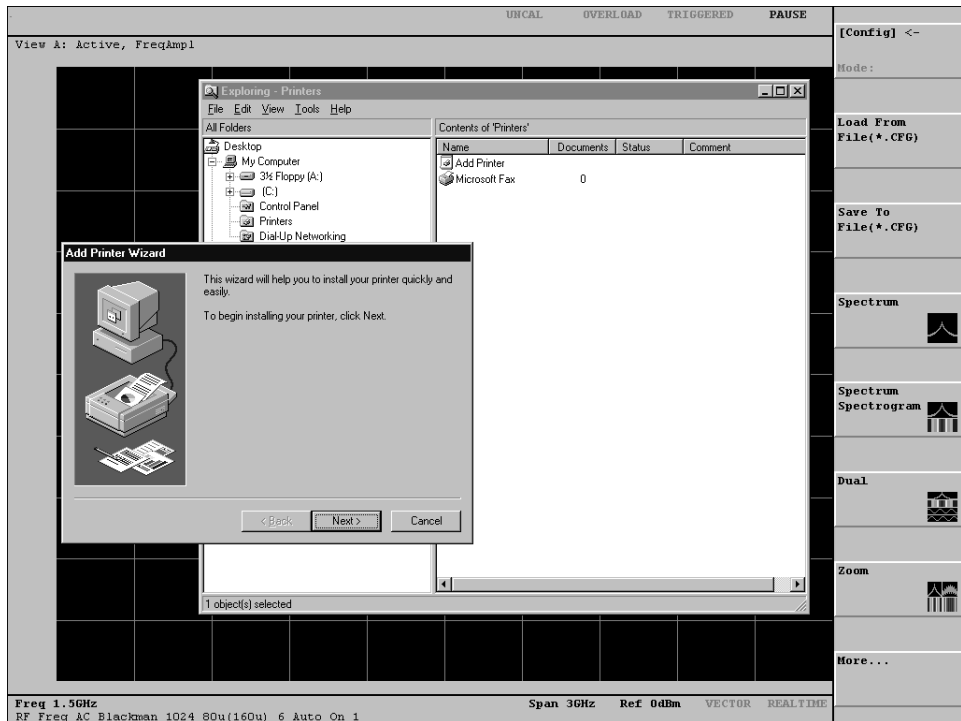 UNCAL OVERLOAD TRIGGERED PAUSE
View A: Active, FreqAmpl
Exploring - Printers
File Edit View Tools Help
All Folders Contents of 'Printers'
Name Documents Status Comment
Desktop
My Computer
3½ Floppy (A:)
(C:)
Control Panel
Printers
Dial-Up Networking
Add Printer
Microsoft Fax 0
Add Printer Wizard
This wizard will help you to install your printer quickly and
easily.
To begin installing your printer, click Next.
< Back Next > Cancel
1 object(s) selected
[Config] <-
Mode:
Load From
File(*.CFG)
Save To
File(*.CFG)
Spectrum
Spectrum
Spectrogram
Dual
Zoom
More...
Freq 1.5GHz Span 3GHz Ref 0dBm VECTOR REALTIME
RF Freq AC Blackman 1024 80u(160u) 6 Auto On 1